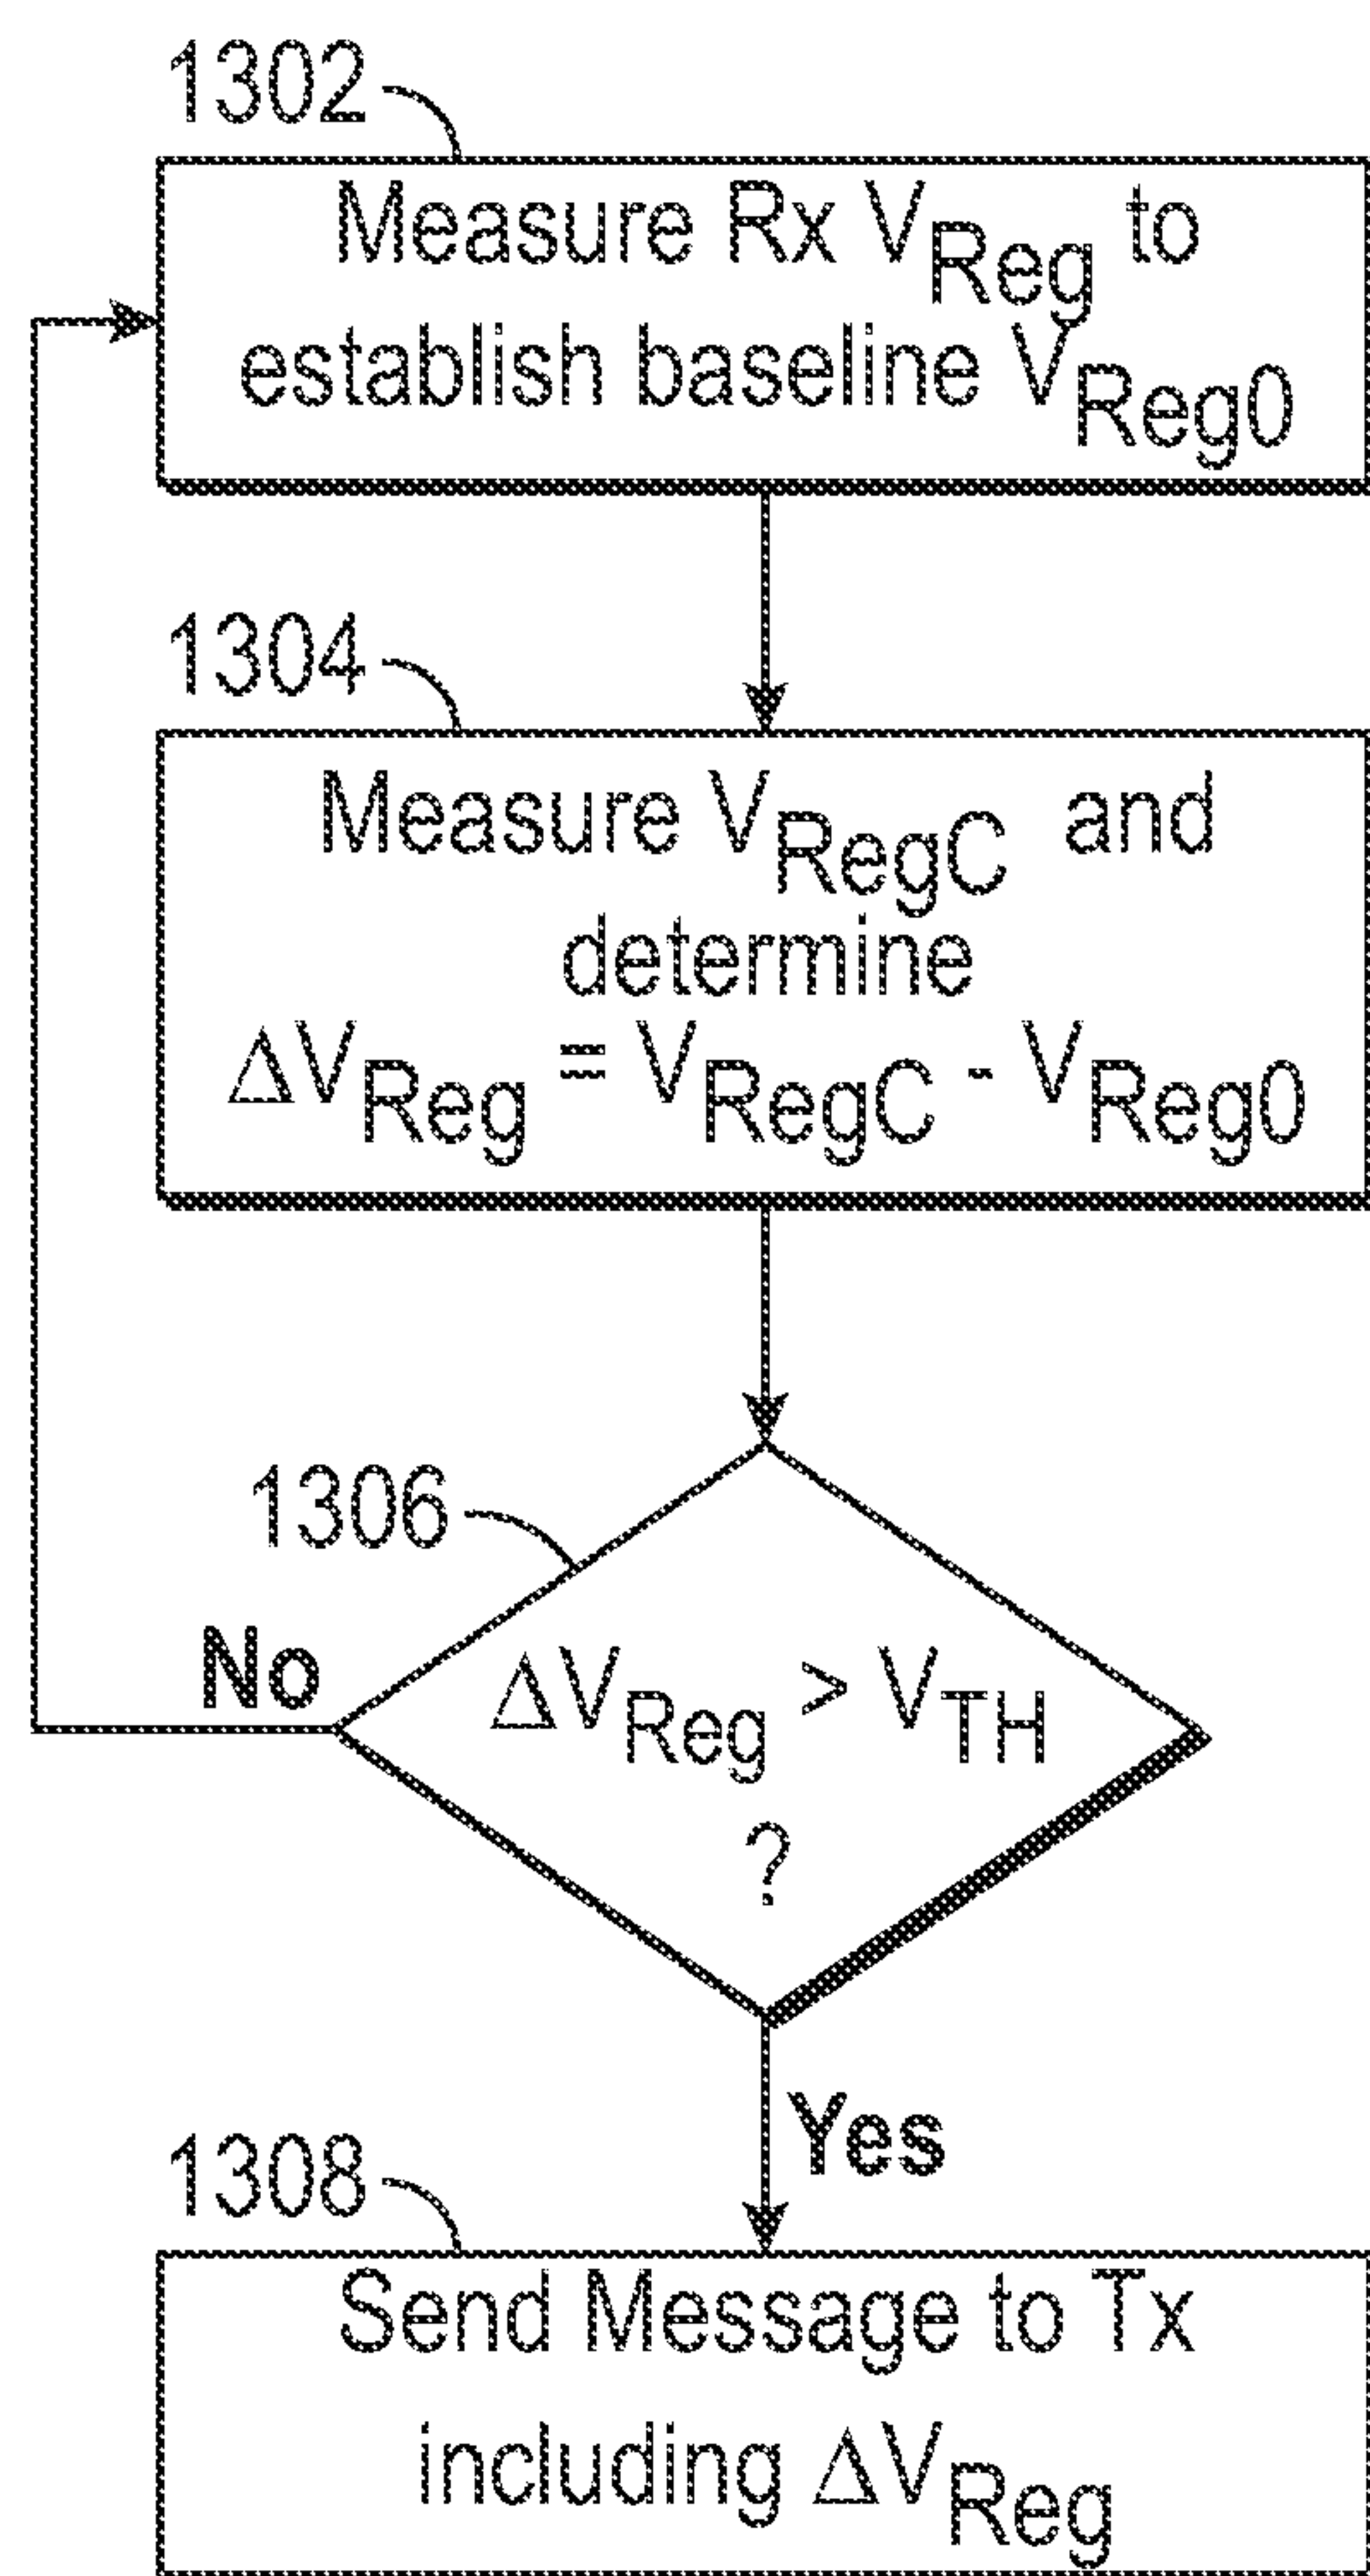 1302
Measure Rx VReg to
establish baseline VReg0
1304
Measure VRegC and
determine
ΔVReg = VRegC - VReg0
1306
No
ΔVReg > VTH
?
Yes
1308
Send Message to Tx
including ΔVReg